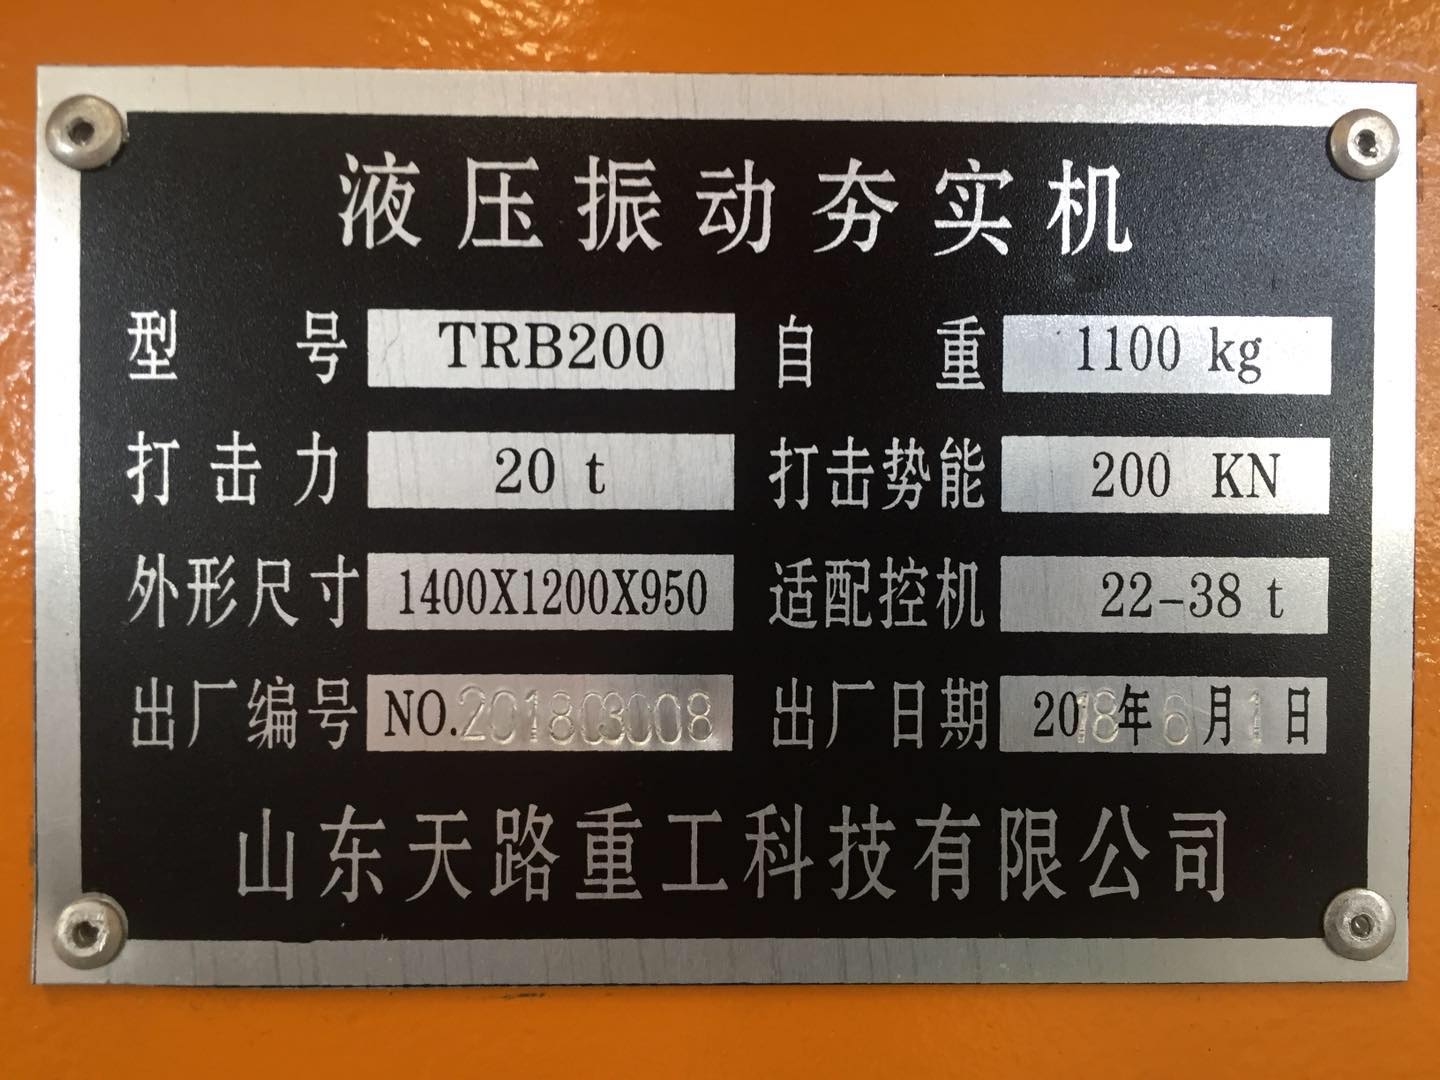 液压振动夯实机
型号 TRB200 自重 1100 kg
打击力 20 t 打击势能 200 KN
外形尺寸 1400X1200X950 适配控机 22-38 t
出厂编号 NO.201803008 出厂日期 2018年6月1日
山东天路重工科技有限公司